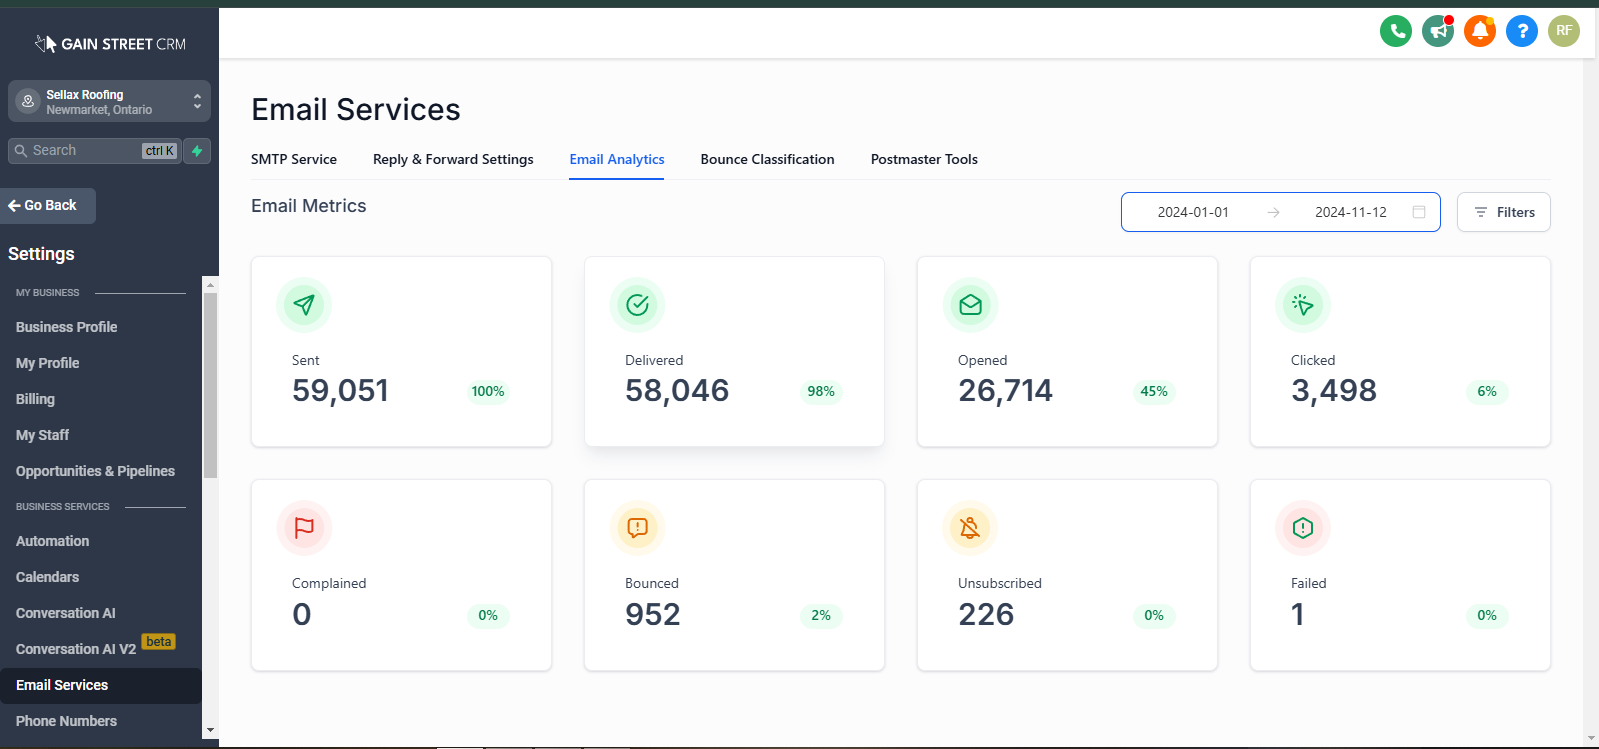 GAIN STREET CRM
RF
Sellax Roofing
Newmarket, Ontario
Search ctrl K
Go Back
Settings
MY BUSINESS
Business Profile
My Profile
Billing
My Staff
Opportunities & Pipelines
BUSINESS SERVICES
Automation
Calendars
Conversation AI
Conversation AI V2 beta
Email Services
Phone Numbers
Email Services
SMTP Service Reply & Forward Settings Email Analytics Bounce Classification Postmaster Tools
Email Metrics
2024-01-01 → 2024-11-12
Filters
Sent
59,051 100%
Delivered
58,046 98%
Opened
26,714 45%
Clicked
3,498 6%
Complained
0 0%
Bounced
952 2%
Unsubscribed
226 0%
Failed
1 0%